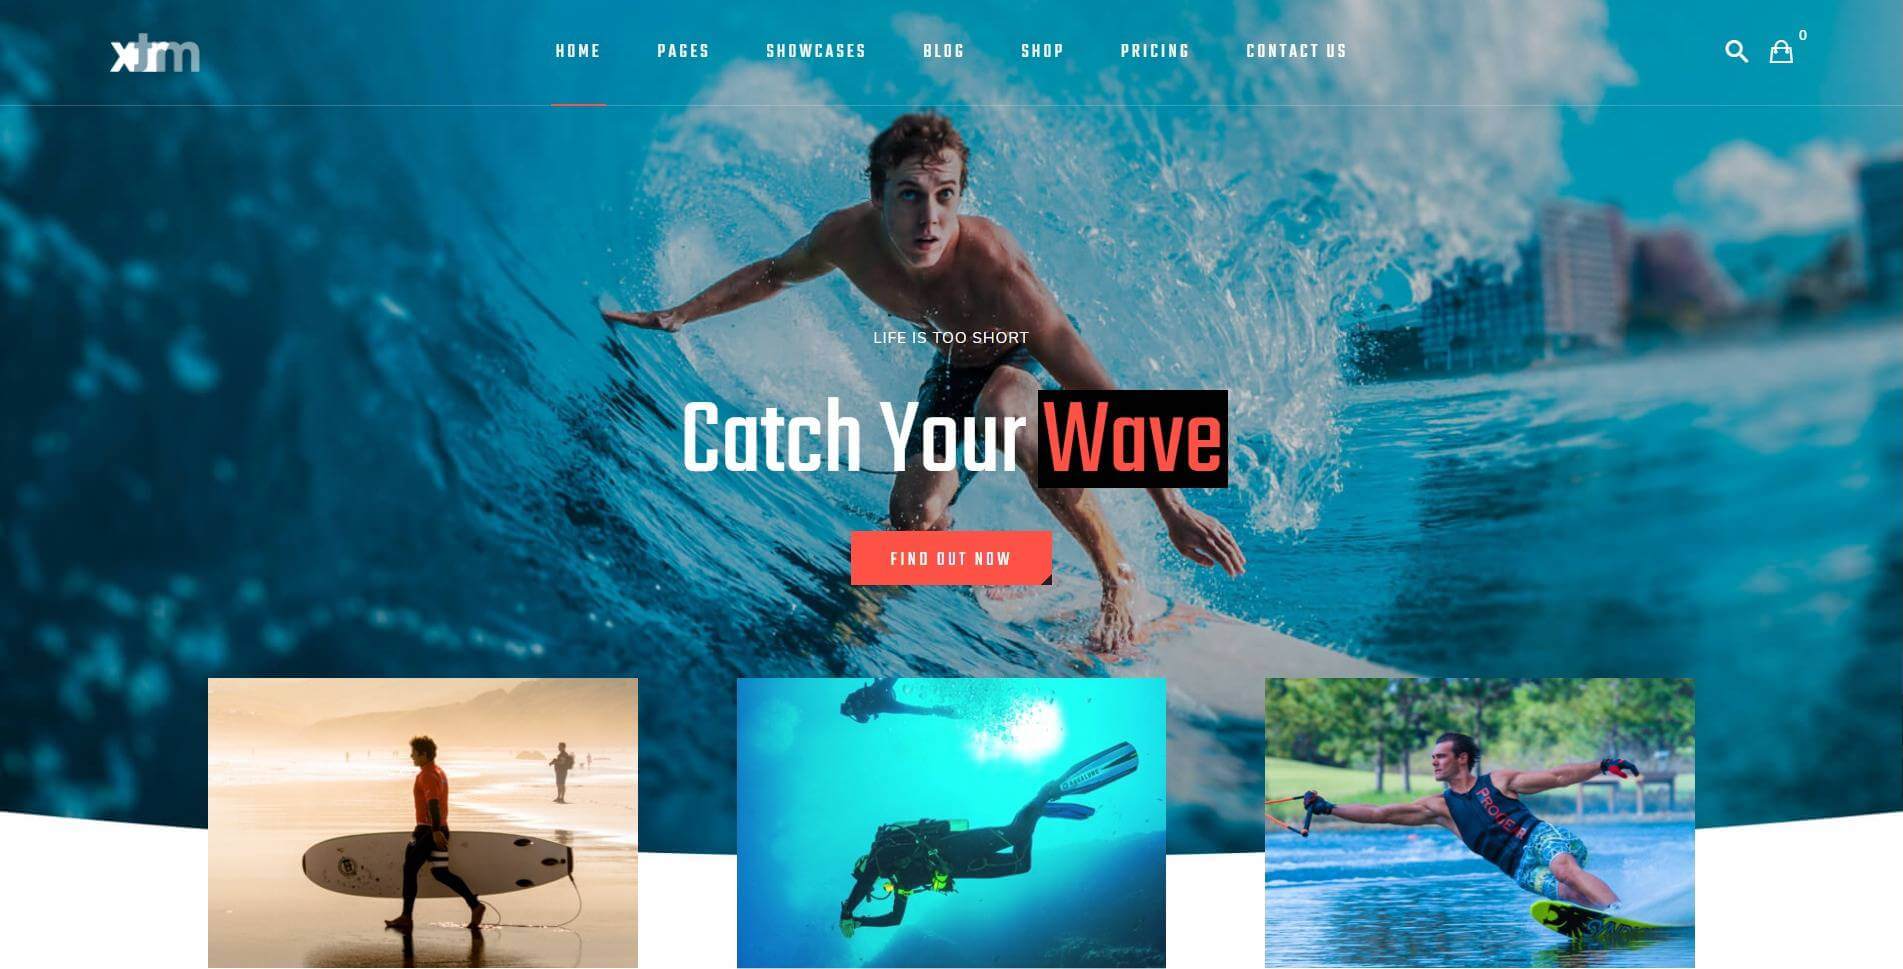 xtrm
HOME PAGES SHOWCASES BLOG SHOP PRICING CONTACT US
0
LIFE IS TOO SHORT
Catch Your Wave
FIND OUT NOW